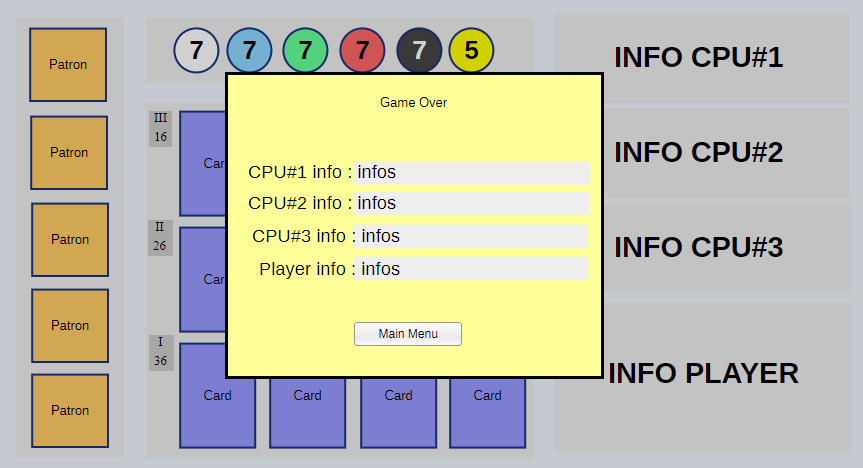 Patron
Patron
Patron
Patron
Patron
7 7 7 7 7 5
III
16
Car
II
26
Car
I
36
Card Card Card Card
Game Over
CPU#1 info : infos
CPU#2 info : infos
CPU#3 info : infos
Player info : infos
Main Menu
INFO CPU#1
INFO CPU#2
INFO CPU#3
INFO PLAYER